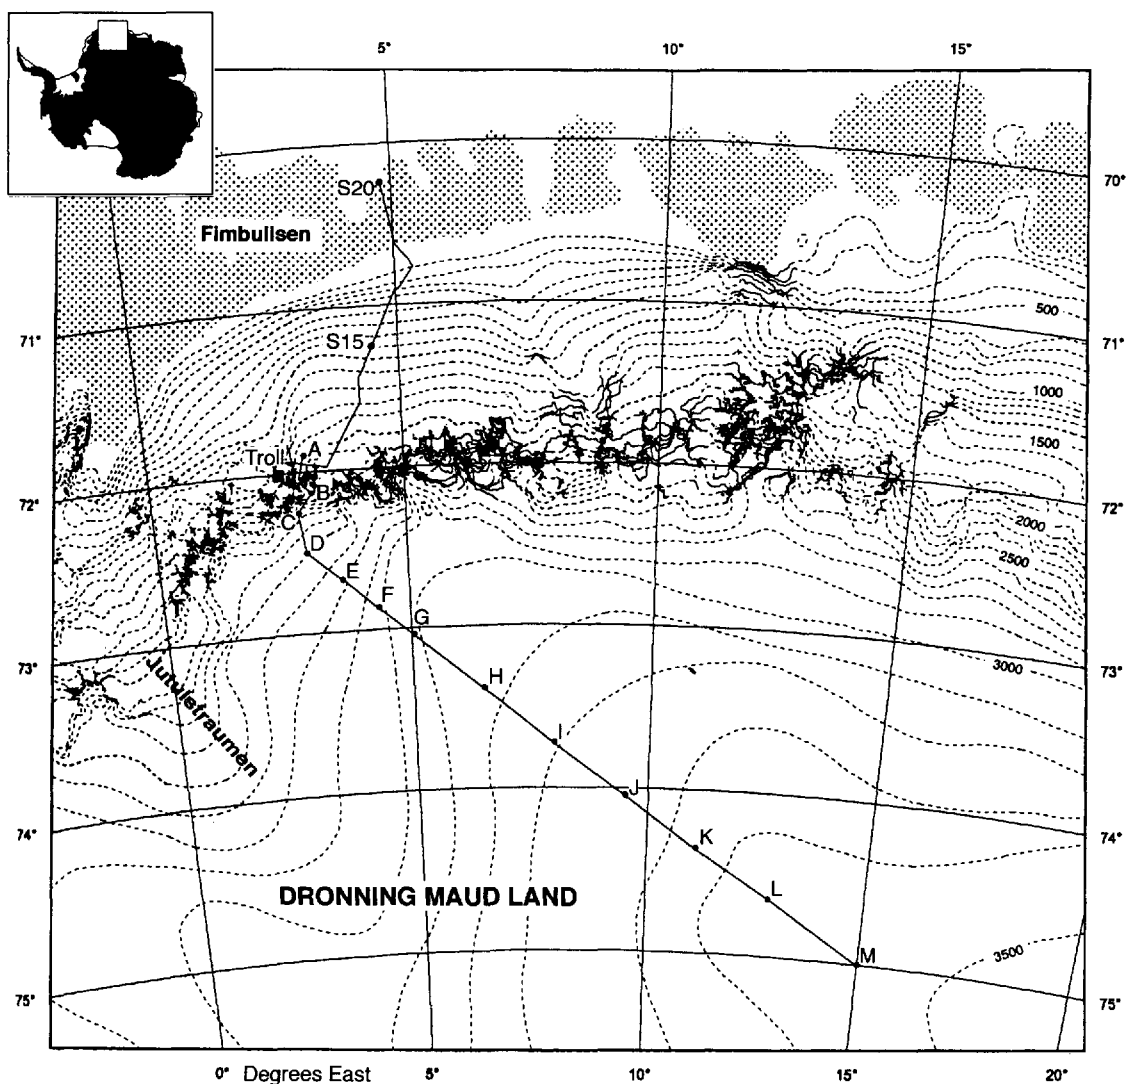 5° 10° 15°
70°
S20
Fimbulisen
500
71° S15 71°
1000
1500
Troll A
B
72° C 72°
2000
D 2500
E
F
G
73° 3000 73°
H
Jutulstraumen
I
J
74° K 74°
DRONNING MAUD LAND L
M
3500
75° 75°
0° Degrees East 5° 10° 15° 20°